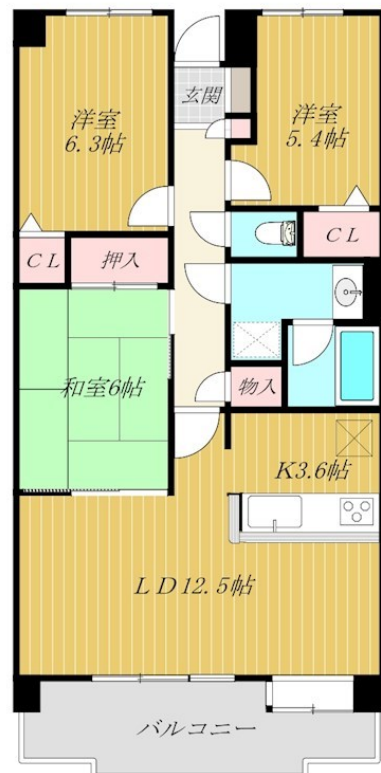 玄関
洋室
6.3帖
洋室
5.4帖
CL
押入
CL
和室6帖
物入
K3.6帖
LD12.5帖
バルコニー